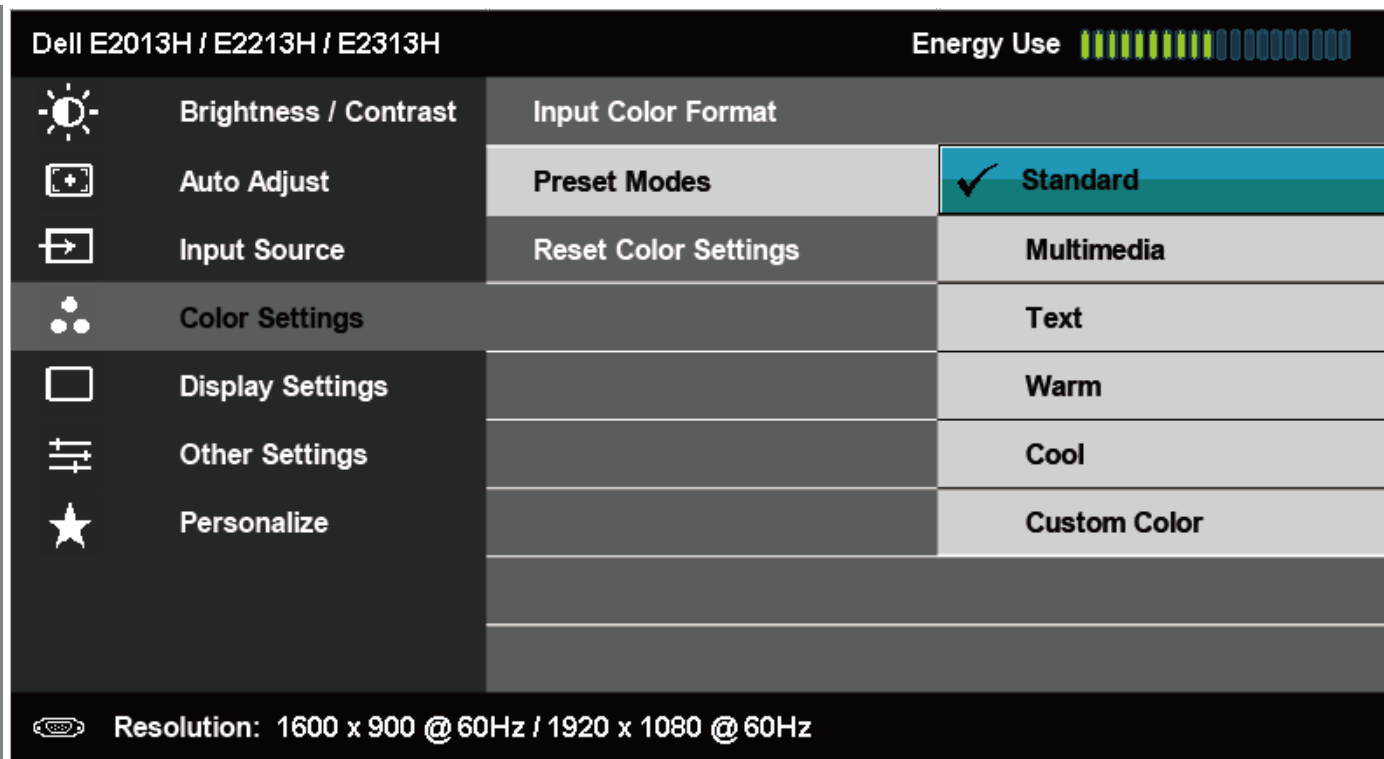 Dell E2013H / E2213H / E2313H Energy Use
Brightness / Contrast Input Color Format
Auto Adjust Preset Modes Standard
Input Source Reset Color Settings Multimedia
Color Settings Text
Display Settings Warm
Other Settings Cool
Personalize Custom Color
Resolution: 1600 x 900 @ 60Hz / 1920 x 1080 @ 60Hz